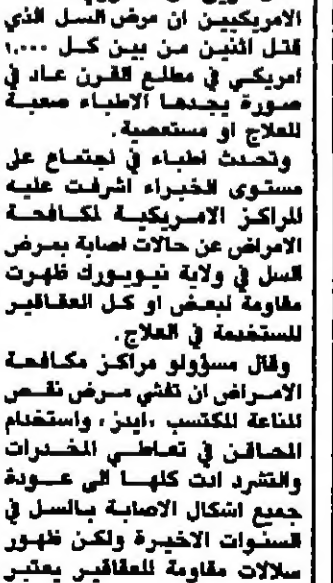 الامريكيين ان مرض السل الذي
قتل اثنين من بين كل ١,٠٠٠
امريكي في مطلع القرن عاد في
صورة يجدها الاطباء صعبة
للعلاج او مستعصية.
وتحدث اطباء في اجتماع على
مستوى الخبراء اشرفت عليه
المراكز الامريكية لمكافحة
الامراض عن حالات اصابة بمرض
السل في ولاية نيويورك ظهرت
مقاومة لبعض او كل العقاقير
المستخدمة في العلاج.
وقال مسؤولو مراكز مكافحة
الامراض ان تفشي مرض نقص
المناعة المكتسب «ايدز» واستخدام
المحاقن في تعاطي المخدرات
والتشرد ادت كلها الى عودة
جميع اشكال الاصابة بالسل في
السنوات الاخيرة ولكن ظهور
سلالات مقاومة للعقاقير يعتبر